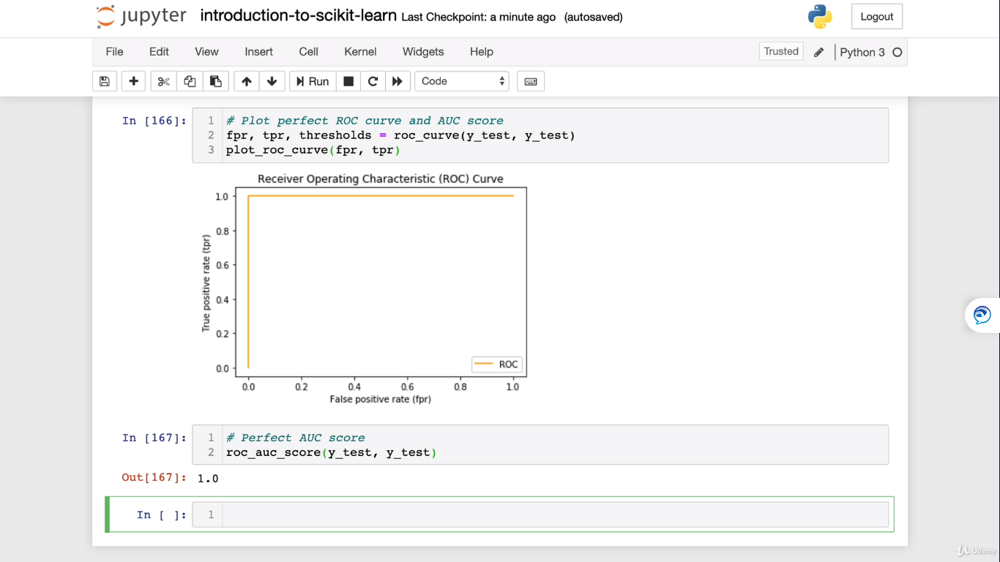 jupyter introduction-to-scikit-learn Last Checkpoint: a minute ago (autosaved) Logout
File Edit View Insert Cell Kernel Widgets Help Trusted Python 3
Run Code
In [166]: 1 # Plot perfect ROC curve and AUC score
2 fpr, tpr, thresholds = roc_curve(y_test, y_test)
3 plot_roc_curve(fpr, tpr)
Receiver Operating Characteristic (ROC) Curve
1.0
0.8
0.6
0.4
0.2
0.0
True positive rate (tpr)
ROC
0.0 0.2 0.4 0.6 0.8 1.0
False positive rate (fpr)
In [167]: 1 # Perfect AUC score
2 roc_auc_score(y_test, y_test)
Out[167]: 1.0
In [ ]: 1
Udemy